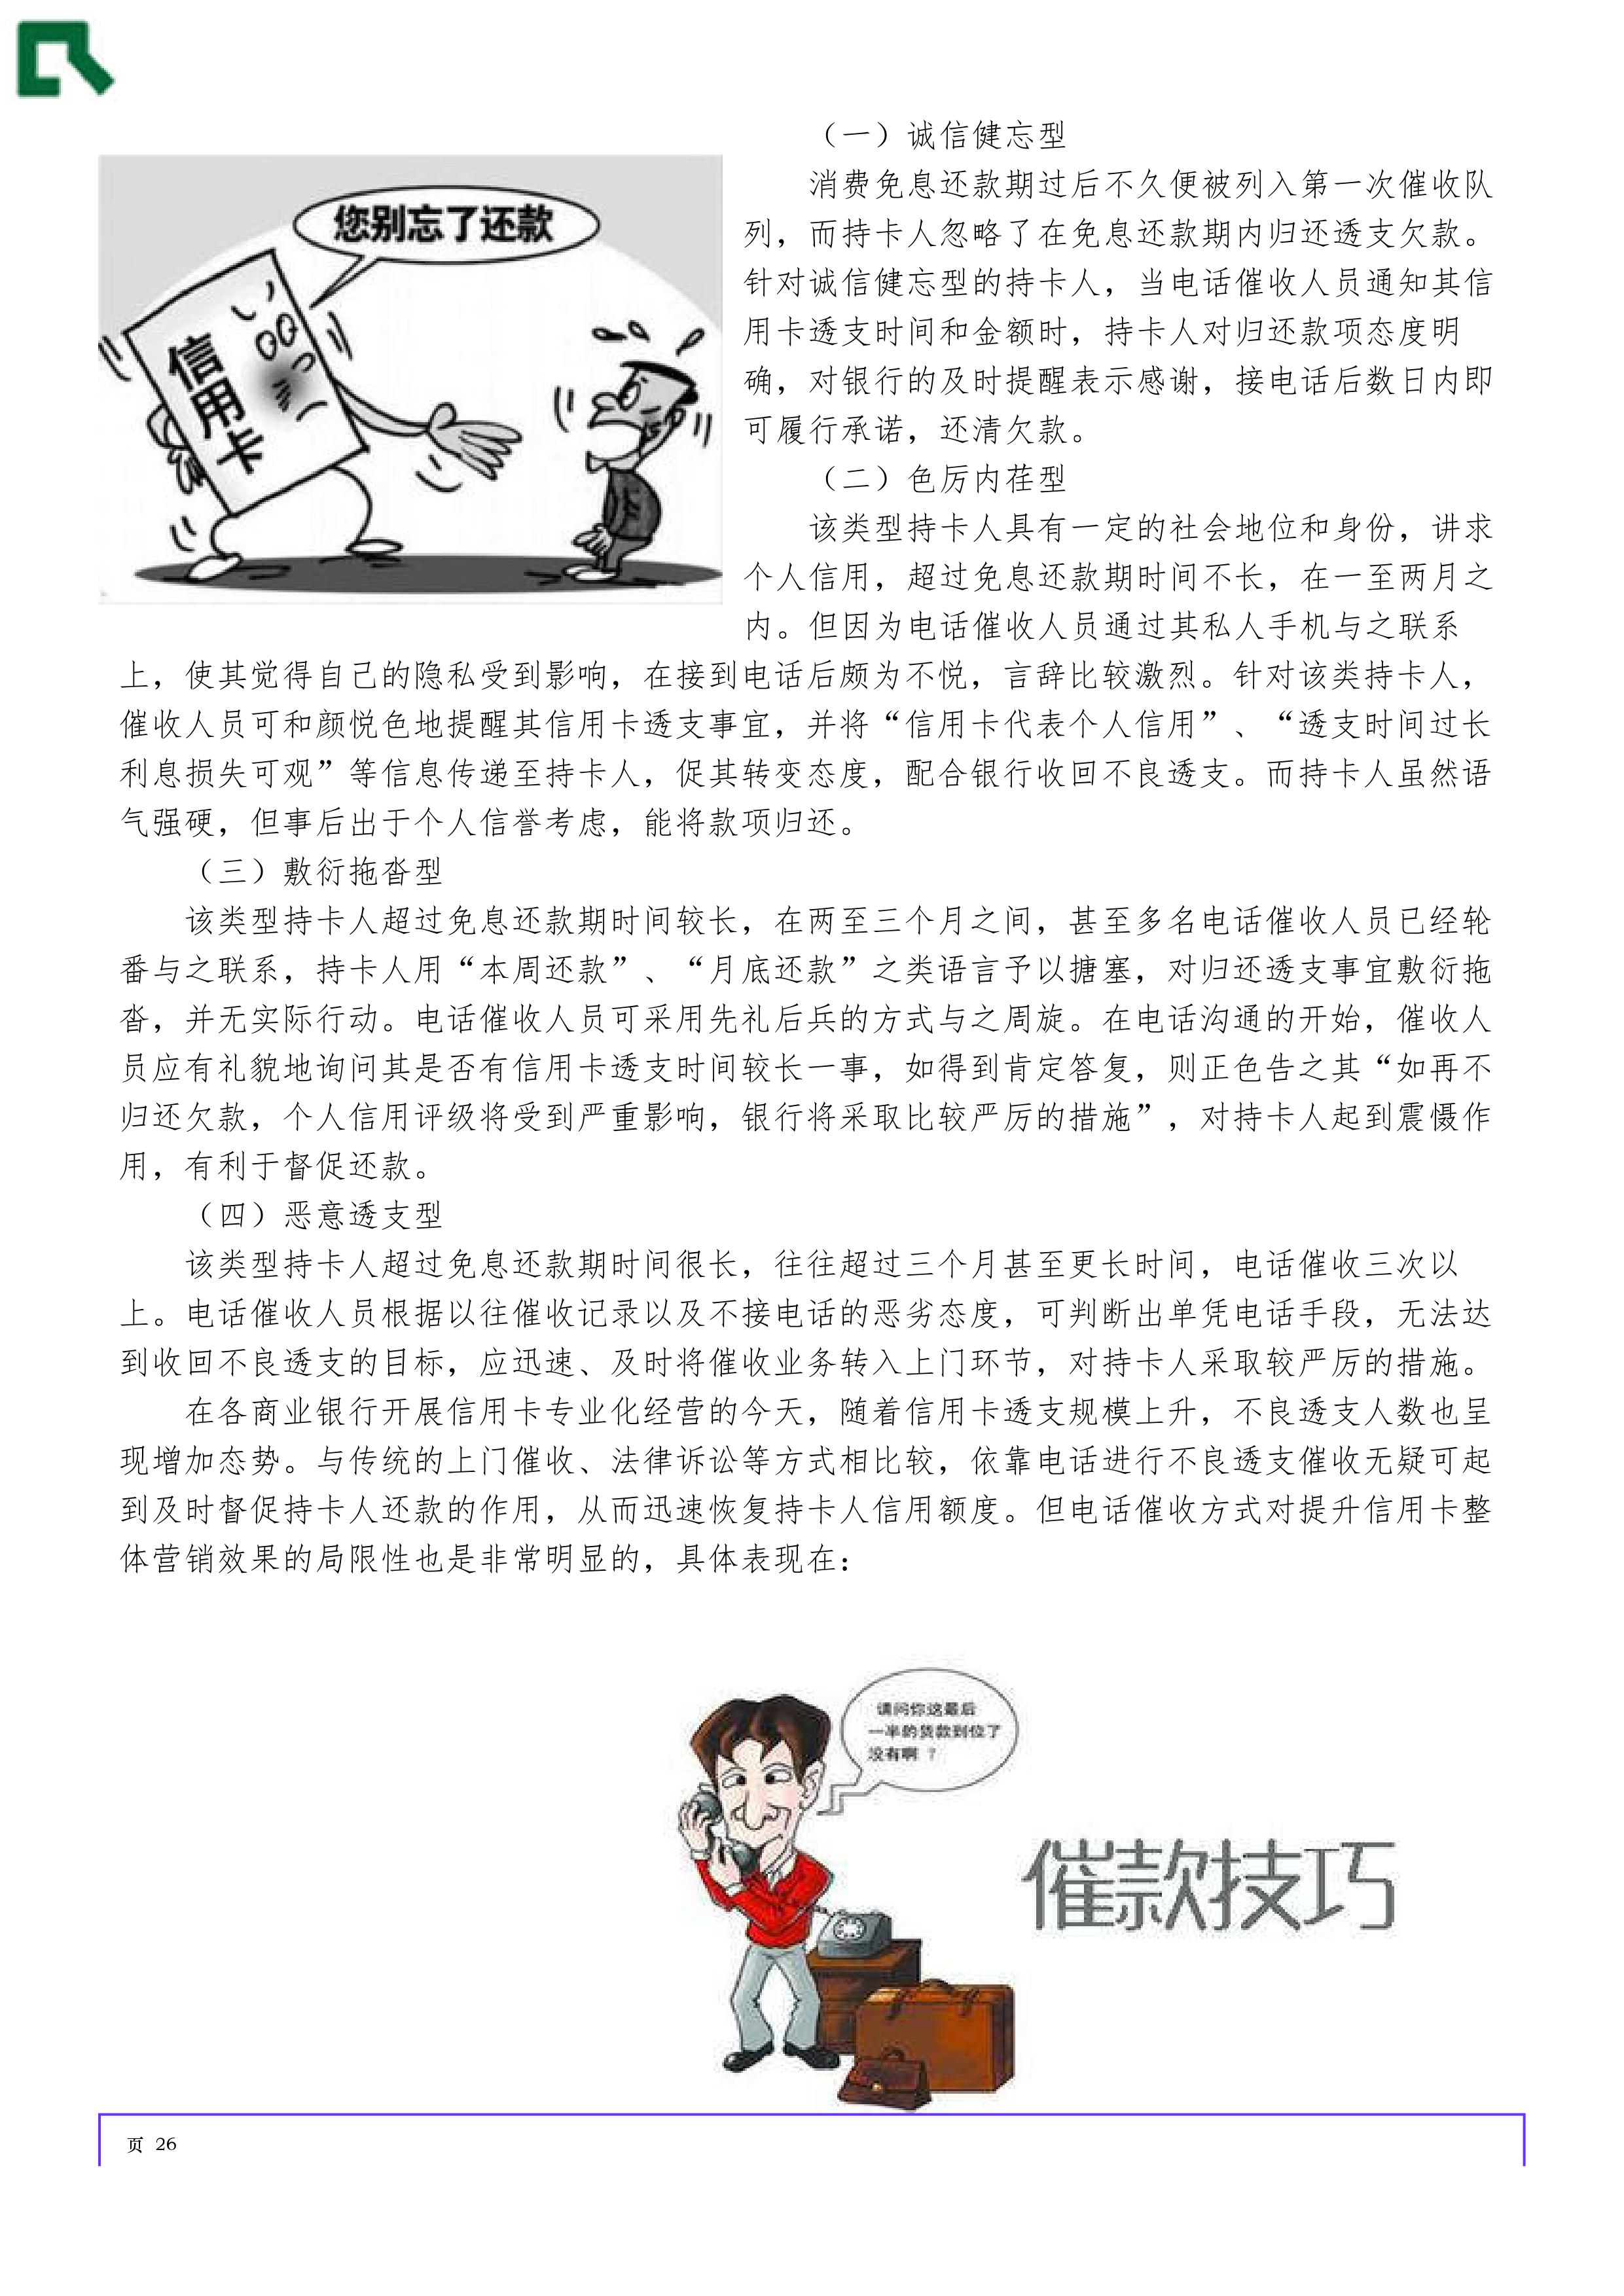 （一）诚信健忘型
消费免息还款期过后不久便被列入第一次催收队
列，而持卡人忽略了在免息还款期内归还透支欠款。
针对诚信健忘型的持卡人，当电话催收人员通知其信
用卡透支时间和金额时，持卡人对归还款项态度明
确，对银行的及时提醒表示感谢，接电话后数日内即
可履行承诺，还清欠款。
您别忘了还款
信用卡
（二）色厉内荏型
该类型持卡人具有一定的社会地位和身份，讲求
个人信用，超过免息还款期时间不长，在一至两月之
内。但因为电话催收人员通过其私人手机与之联系
上，使其觉得自己的隐私受到影响，在接到电话后颇为不悦，言辞比较激烈。针对该类持卡人，
催收人员可和颜悦色地提醒其信用卡透支事宜，并将“信用卡代表个人信用”、“透支时间过长
利息损失可观”等信息传递至持卡人，促其转变态度，配合银行收回不良透支。而持卡人虽然语
气强硬，但事后出于个人信誉考虑，能将款项归还。
（三）敷衍拖沓型
该类型持卡人超过免息还款期时间较长，在两至三个月之间，甚至多名电话催收人员已经轮
番与之联系，持卡人用“本周还款”、“月底还款”之类语言予以搪塞，对归还透支事宜敷衍拖
沓，并无实际行动。电话催收人员可采用先礼后兵的方式与之周旋。在电话沟通的开始，催收人
员应有礼貌地询问其是否有信用卡透支时间较长一事，如得到肯定答复，则正色告之其“如再不
归还欠款，个人信用评级将受到严重影响，银行将采取比较严厉的措施”，对持卡人起到震慑作
用，有利于督促还款。
（四）恶意透支型
该类型持卡人超过免息还款期时间很长，往往超过三个月甚至更长时间，电话催收三次以
上。电话催收人员根据以往催收记录以及不接电话的恶劣态度，可判断出单凭电话手段，无法达
到收回不良透支的目标，应迅速、及时将催收业务转入上门环节，对持卡人采取较严厉的措施。
在各商业银行开展信用卡专业化经营的今天，随着信用卡透支规模上升，不良透支人数也呈
现增加态势。与传统的上门催收、法律诉讼等方式相比较，依靠电话进行不良透支催收无疑可起
到及时督促持卡人还款的作用，从而迅速恢复持卡人信用额度。但电话催收方式对提升信用卡整
体营销效果的局限性也是非常明显的，具体表现在：
请问你这最后
一半的货款到位了
没有啊 ？
催款技巧
页 26